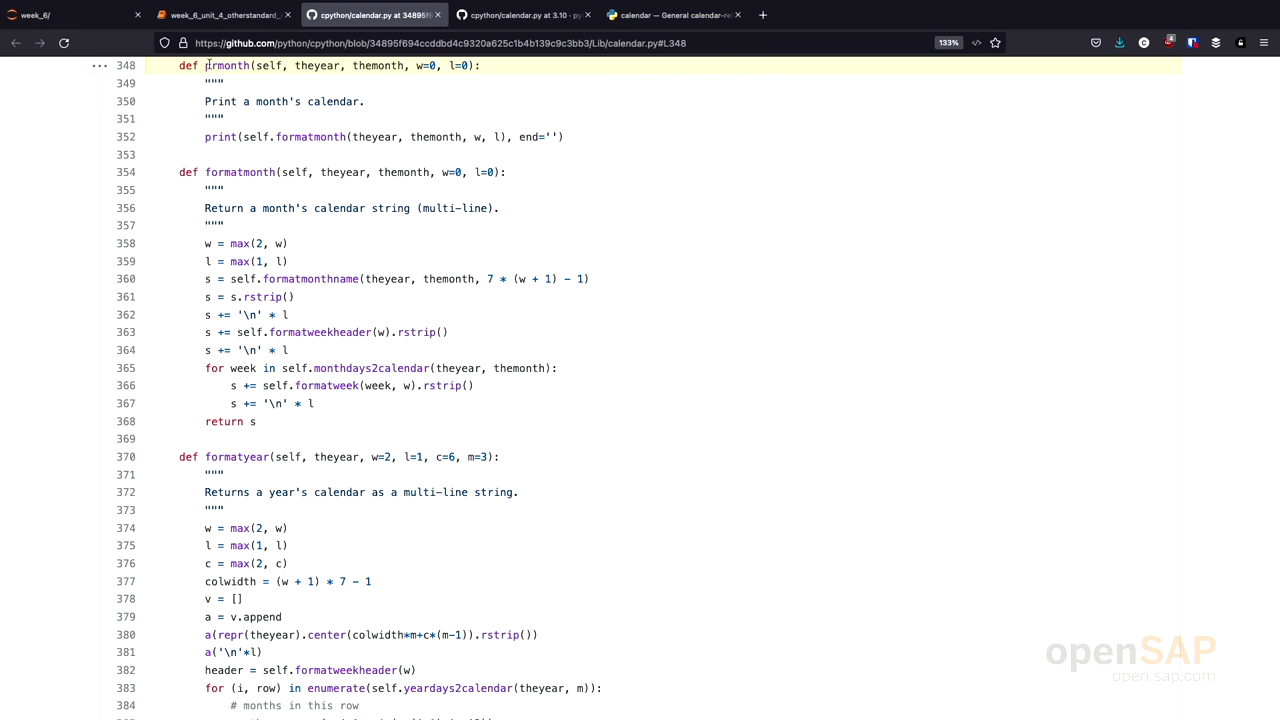 week_6/
week_6_unit_4_otherstandard_
cpython/calendar.py at 34895f6
cpython/calendar.py at 3.10 · py
calendar — General calendar-rel
https://github.com/python/cpython/blob/34895f694ccddbd4c9320a625c1b4b139c9c3bb3/Lib/calendar.py#L348
133%
4
348 def prmonth(self, theyear, themonth, w=0, l=0):
349 """
350 Print a month's calendar.
351 """
352 print(self.formatmonth(theyear, themonth, w, l), end='')
353
354 def formatmonth(self, theyear, themonth, w=0, l=0):
355 """
356 Return a month's calendar string (multi-line).
357 """
358 w = max(2, w)
359 l = max(1, l)
360 s = self.formatmonthname(theyear, themonth, 7 * (w + 1) - 1)
361 s = s.rstrip()
362 s += '\n' * l
363 s += self.formatweekheader(w).rstrip()
364 s += '\n' * l
365 for week in self.monthdays2calendar(theyear, themonth):
366 s += self.formatweek(week, w).rstrip()
367 s += '\n' * l
368 return s
369
370 def formatyear(self, theyear, w=2, l=1, c=6, m=3):
371 """
372 Returns a year's calendar as a multi-line string.
373 """
374 w = max(2, w)
375 l = max(1, l)
376 c = max(2, c)
377 colwidth = (w + 1) * 7 - 1
378 v = []
379 a = v.append
380 a(repr(theyear).center(colwidth*m+c*(m-1)).rstrip())
381 a('\n'*l)
382 header = self.formatweekheader(w)
383 for (i, row) in enumerate(self.yeardays2calendar(theyear, m)):
384 # months in this row
openSAP
open.sap.com